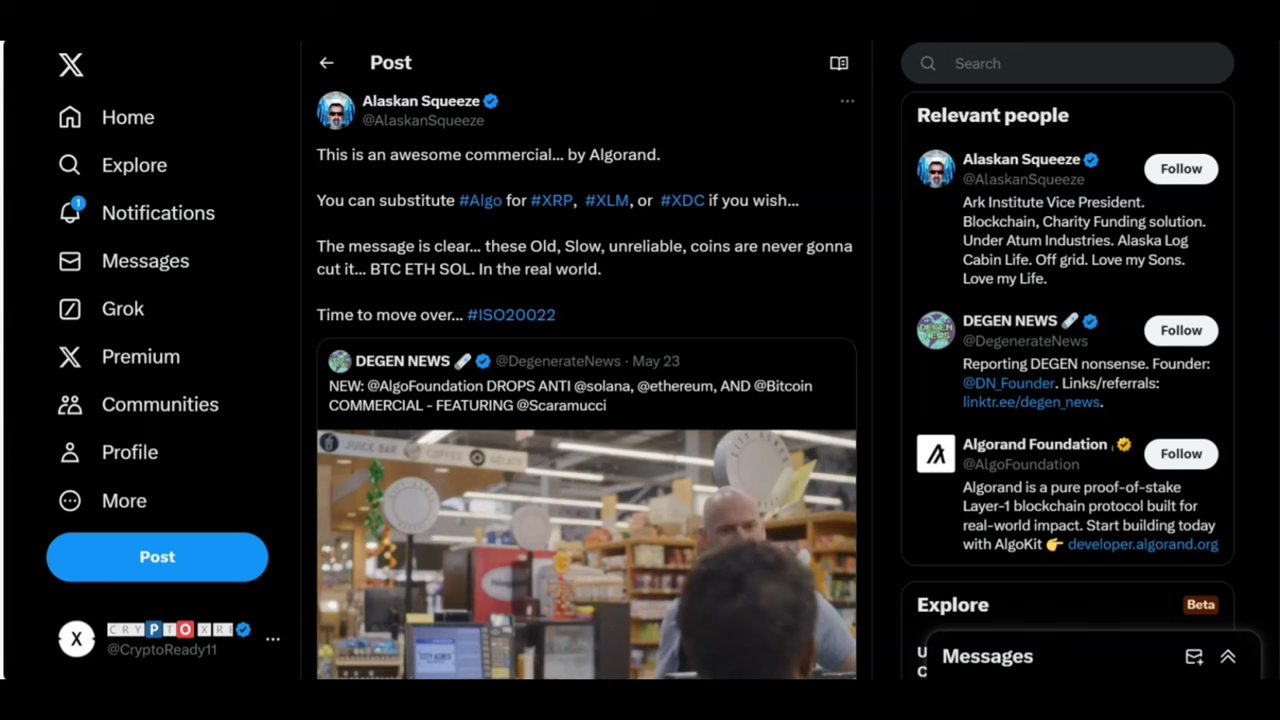 Home
Explore
1
Notifications
Messages
Grok
Premium
Communities
Profile
More
Post
@CryptoReady11
Post
Alaskan Squeeze
@AlaskanSqueeze
This is an awesome commercial... by Algorand.
You can substitute #Algo for #XRP, #XLM, or #XDC if you wish...
The message is clear... these Old, Slow, unreliable, coins are never gonna
cut it... BTC ETH SOL. In the real world.
Time to move over... #ISO20022
DEGEN NEWS @DegenerateNews · May 23
NEW: @AlgoFoundation DROPS ANTI @solana, @ethereum, AND @Bitcoin
COMMERCIAL - FEATURING @Scaramucci
JUICE BAR COFFEE GELATO
CITY ACRES
Search
Relevant people
Alaskan Squeeze
@AlaskanSqueeze
Follow
Ark Institute Vice President.
Blockchain, Charity Funding solution.
Under Atum Industries. Alaska Log
Cabin Life. Off grid. Love my Sons.
Love my Life.
DEGEN NEWS
@DegenerateNews
Follow
Reporting DEGEN nonsense. Founder:
@DN_Founder. Links/referrals:
linktr.ee/degen_news.
Algorand Foundation
@AlgoFoundation
Follow
Algorand is a pure proof-of-stake
Layer-1 blockchain protocol built for
real-world impact. Start building today
with AlgoKit 👉 developer.algorand.org
Explore
Beta
Messages